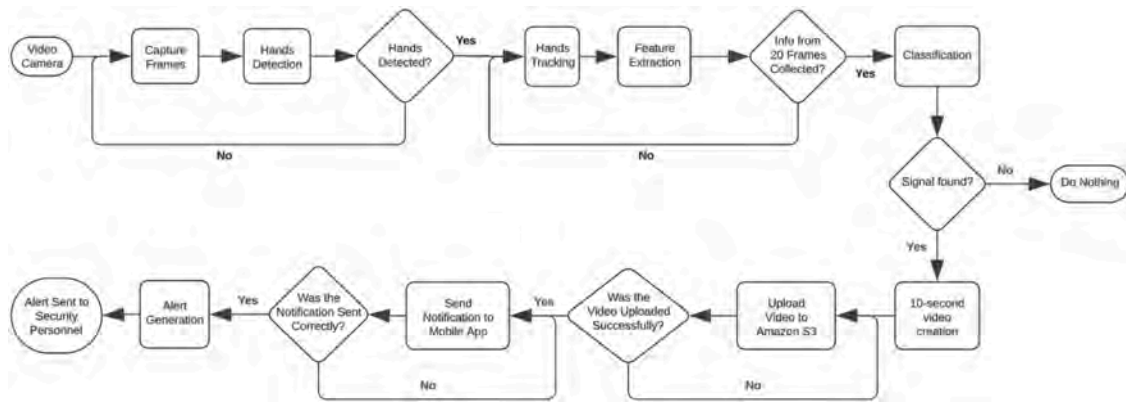 Video
Camera
Capture
Frames
Hands
Detection
Hands
Detected?
Yes
No
Hands
Tracking
Feature
Extraction
Info from
20 Frames
Collected?
Yes
No
Classification
Signal found?
No
Do Nothing
Yes
10-second
video
creation
Upload
Video to
Amazon S3
Was the
Video Uploaded
Successfully?
No
Yes
Send
Notification to
Mobile App
Was the
Notification Sent
Correctly?
No
Yes
Alert
Generation
Alert Sent to
Security
Personnel